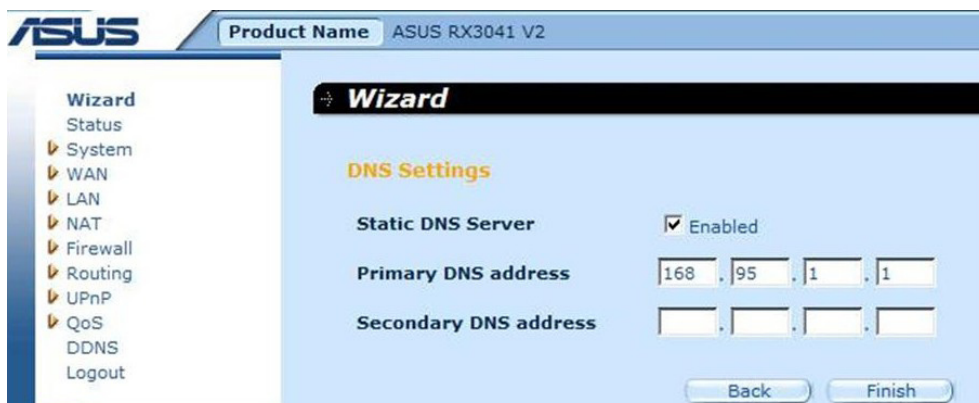 ASUS
Product Name ASUS RX3041 V2
Wizard
Status
System
WAN
LAN
NAT
Firewall
Routing
UPnP
QoS
DDNS
Logout
Wizard
DNS Settings
Static DNS Server Enabled
Primary DNS address 168 . 95 . 1 . 1
Secondary DNS address . . .
Back Finish